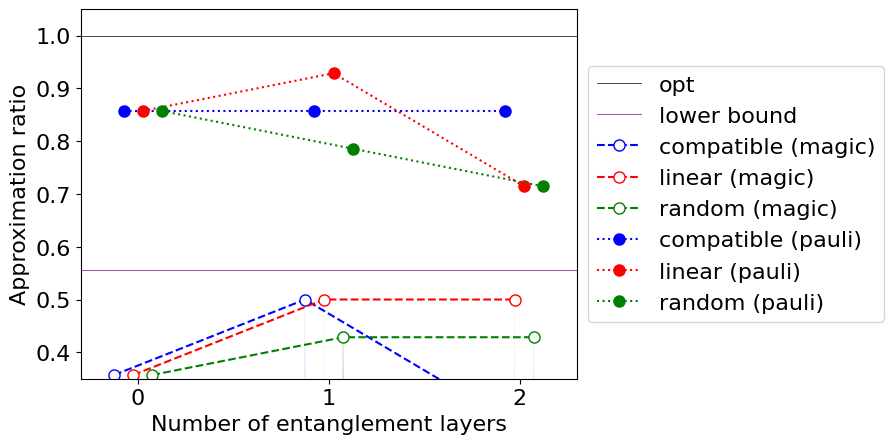 1.0
0.9
0.8
0.7
0.6
0.5
0.4
Approximation ratio
0 1 2
Number of entanglement layers
opt
lower bound
compatible (magic)
linear (magic)
random (magic)
compatible (pauli)
linear (pauli)
random (pauli)